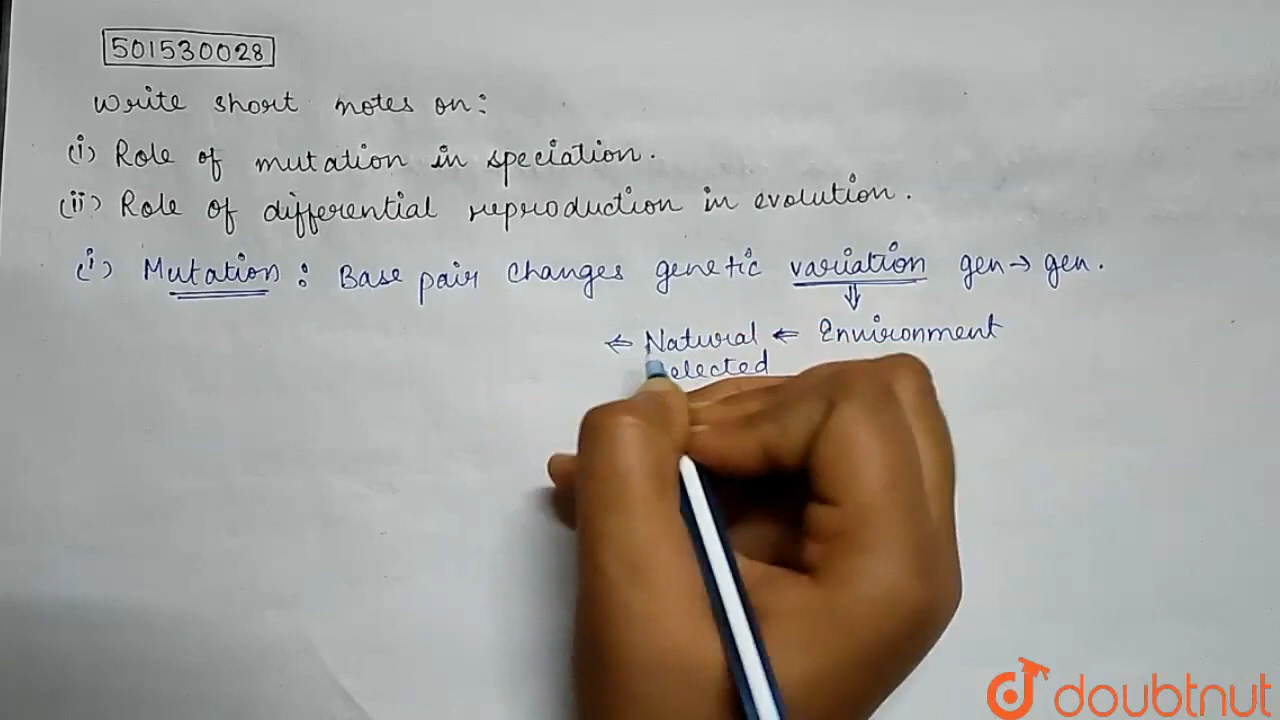 501530028
Write short notes on:
(i) Role of mutation in speciation.
(ii) Role of differential reproduction in evolution.
(i) Mutation : Base pair changes genetic variation gen → gen.
⇓
← Natural ← Environment
elected
doubtnut